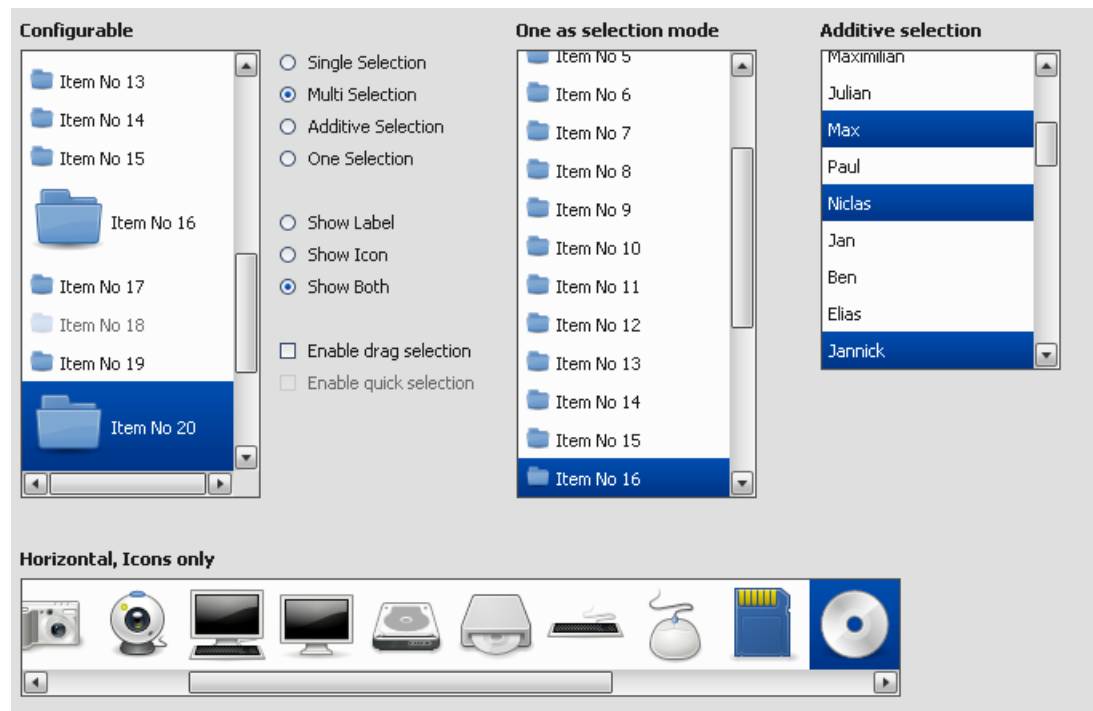 Configurable
Item No 13
Item No 14
Item No 15
Item No 16
Item No 17
Item No 18
Item No 19
Item No 20
Single Selection
Multi Selection
Additive Selection
One Selection
Show Label
Show Icon
Show Both
Enable drag selection
Enable quick selection
One as selection mode
Item No 5
Item No 6
Item No 7
Item No 8
Item No 9
Item No 10
Item No 11
Item No 12
Item No 13
Item No 14
Item No 15
Item No 16
Additive selection
Maximilian
Julian
Max
Paul
Niclas
Jan
Ben
Elias
Jannick
Horizontal, Icons only